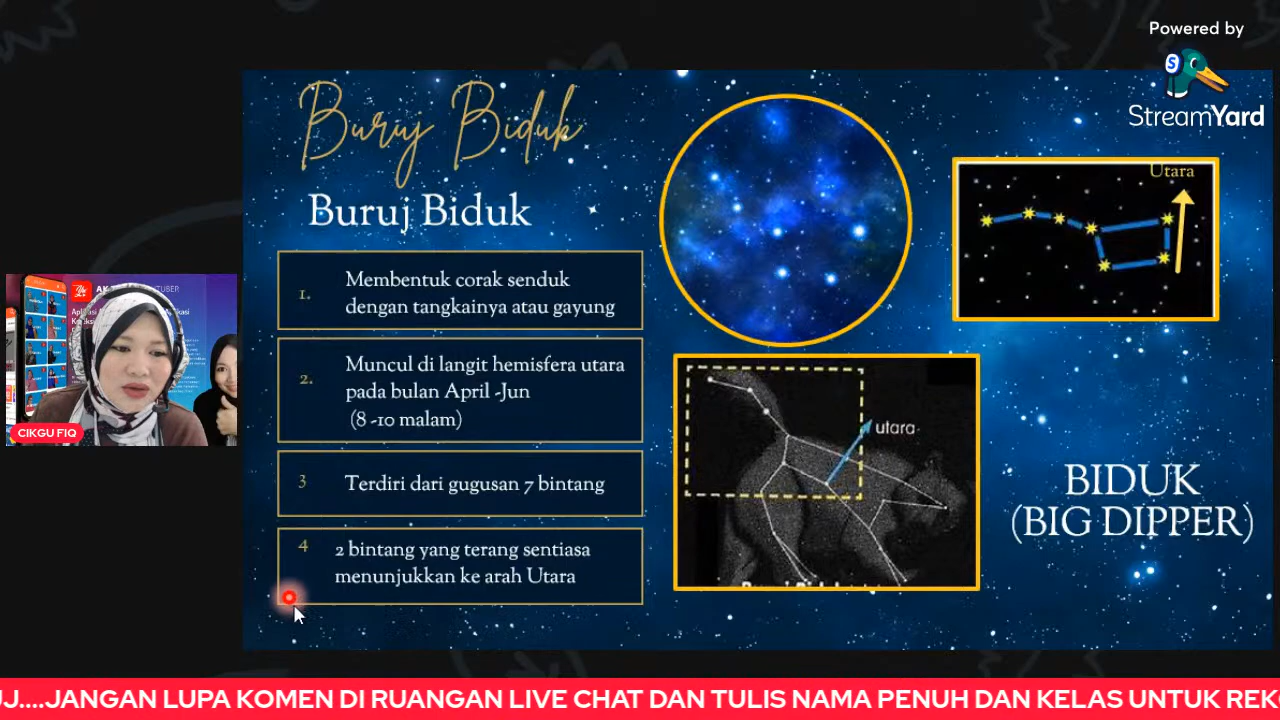 Powered by
StreamYard
Buruj Biduk
Buruj Biduk
1. Membentuk corak senduk
dengan tangkainya atau gayung
2. Muncul di langit hemisfera utara
pada bulan April -Jun
(8 -10 malam)
3 Terdiri dari gugusan 7 bintang
4 2 bintang yang terang sentiasa
menunjukkan ke arah Utara
Utara
utara
BIDUK
(BIG DIPPER)
CIKGU FIQ
UJ....JANGAN LUPA KOMEN DI RUANGAN LIVE CHAT DAN TULIS NAMA PENUH DAN KELAS UNTUK REK